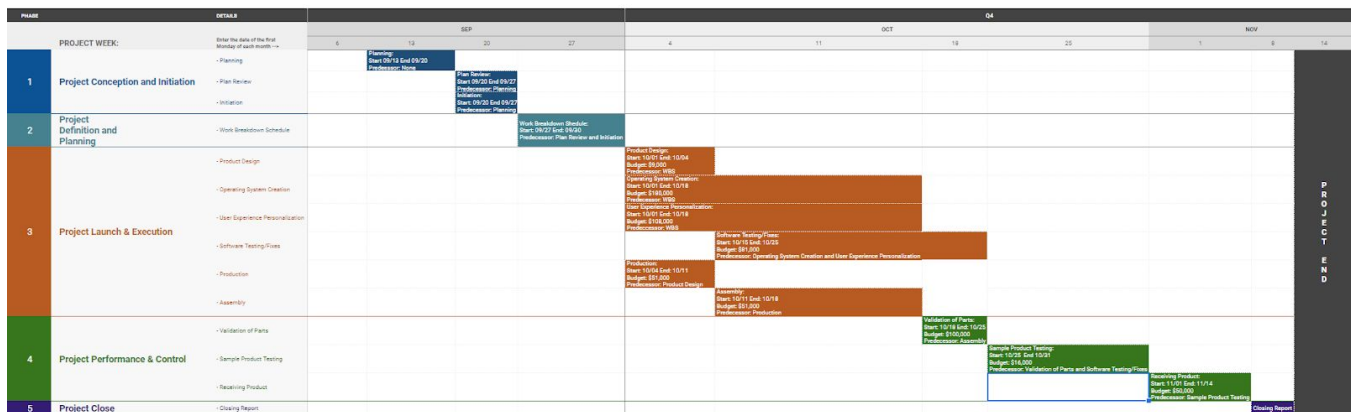 PHASE DETAILS Q4
SEP OCT NOV
PROJECT WEEK: Enter the date of the first
Monday of each month -->
6 13 20 27 4 11 18 25 1 8 14
1
Project Conception and Initiation
- Planning
Planning:
Start 09/13 End 09/20
Predecessor: None
- Plan Review
Plan Review:
Start 09/20 End 09/27
Predecessor: Planning
- Initiation
Initiation:
Start: 09/20 End 09/27
Predecessor: Planning
2
Project
Definition and
Planning
- Work Breakdown Schedule
Work Breakdown Shedule:
Start: 09/27 End: 09/30
Predecessor: Plan Review and Initiation
3
Project Launch & Execution
- Product Design
Product Design:
Start: 10/01 End: 10/04
Budget: $9,000
Predecessor: WBS
- Operating System Creation
Operating System Creation:
Start: 10/01 End: 10/18
Budget: $180,000
Predecessor: WBS
- User Experience Personalization
User Experience Personalization:
Start: 10/01 End: 10/18
Budget: $108,000
Predeccessor: WBS
- Software Testing/Fixes
Software Testing/Fixes:
Start: 10/15 End: 10/25
Budget: $81,000
Predecessor: Operating System Creation and User Experience Personalization
- Production
Production:
Start: 10/04 End: 10/11
Budget: $51,000
Predecessor: Product Design
- Assembly
Assembly:
Start: 10/11 End: 10/18
Budget: $51,000
Predecessor: Production
4
Project Performance & Control
- Validation of Parts
Validation of Parts:
Start: 10/18 End: 10/25
Budget: $100,000
Predecessor: Assembly
- Sample Product Testing
Sample Product Testing:
Start: 10/25 End 10/31
Budget: $16,000
Predecessor: Validation of Parts and Software Testing/Fixes
- Receiving Product
Receiving Product:
Start: 11/01 End: 11/14
Budget: $50,000
Predecessor: Sample Product Testing
5
Project Close
- Closing Report
Closing Report
PROJECT END